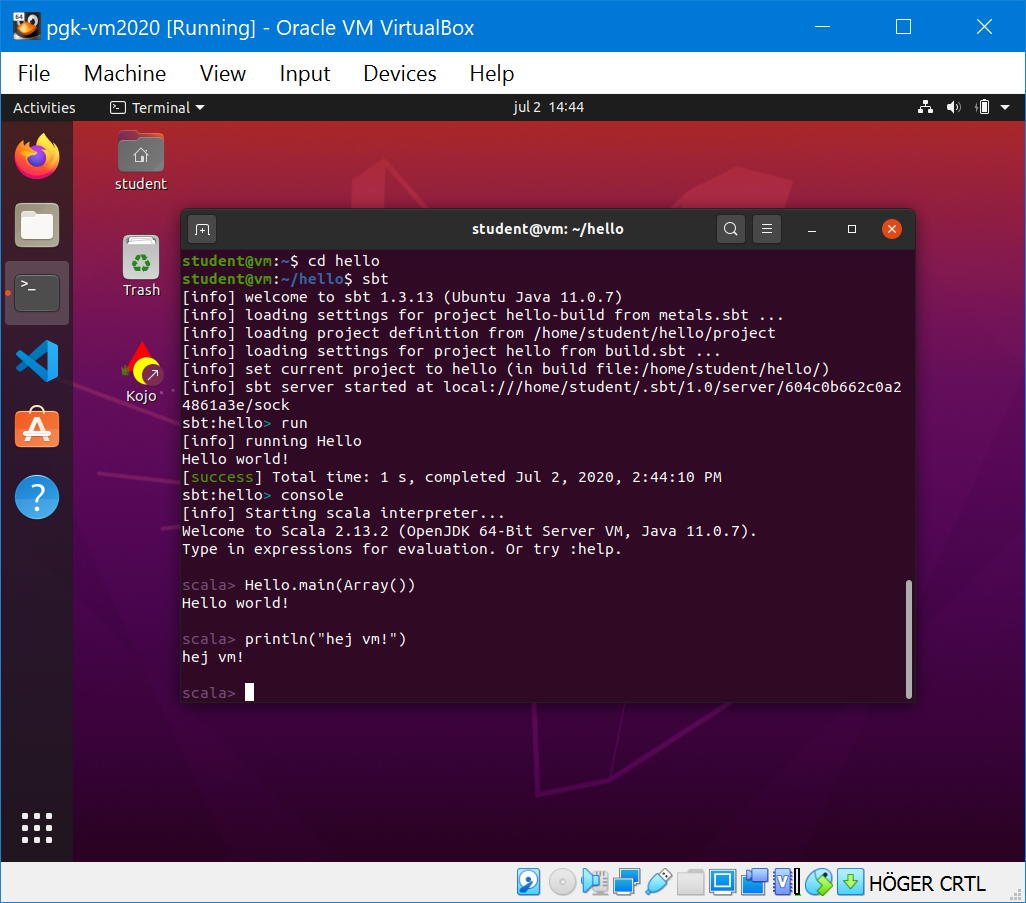 pgk-vm2020 [Running] - Oracle VM VirtualBox
File Machine View Input Devices Help
Activities Terminal jul 2 14:44
student
Trash
Kojo
student@vm: ~/hello
student@vm:~$ cd hello
student@vm:~/hello$ sbt
[info] welcome to sbt 1.3.13 (Ubuntu Java 11.0.7)
[info] loading settings for project hello-build from metals.sbt ...
[info] loading project definition from /home/student/hello/project
[info] loading settings for project hello from build.sbt ...
[info] set current project to hello (in build file:/home/student/hello/)
[info] sbt server started at local:///home/student/.sbt/1.0/server/604c0b662c0a2
4861a3e/sock
sbt:hello> run
[info] running Hello
Hello world!
[success] Total time: 1 s, completed Jul 2, 2020, 2:44:10 PM
sbt:hello> console
[info] Starting scala interpreter...
Welcome to Scala 2.13.2 (OpenJDK 64-Bit Server VM, Java 11.0.7).
Type in expressions for evaluation. Or try :help.
scala> Hello.main(Array())
Hello world!
scala> println("hej vm!")
hej vm!
scala>
HÖGER CRTL